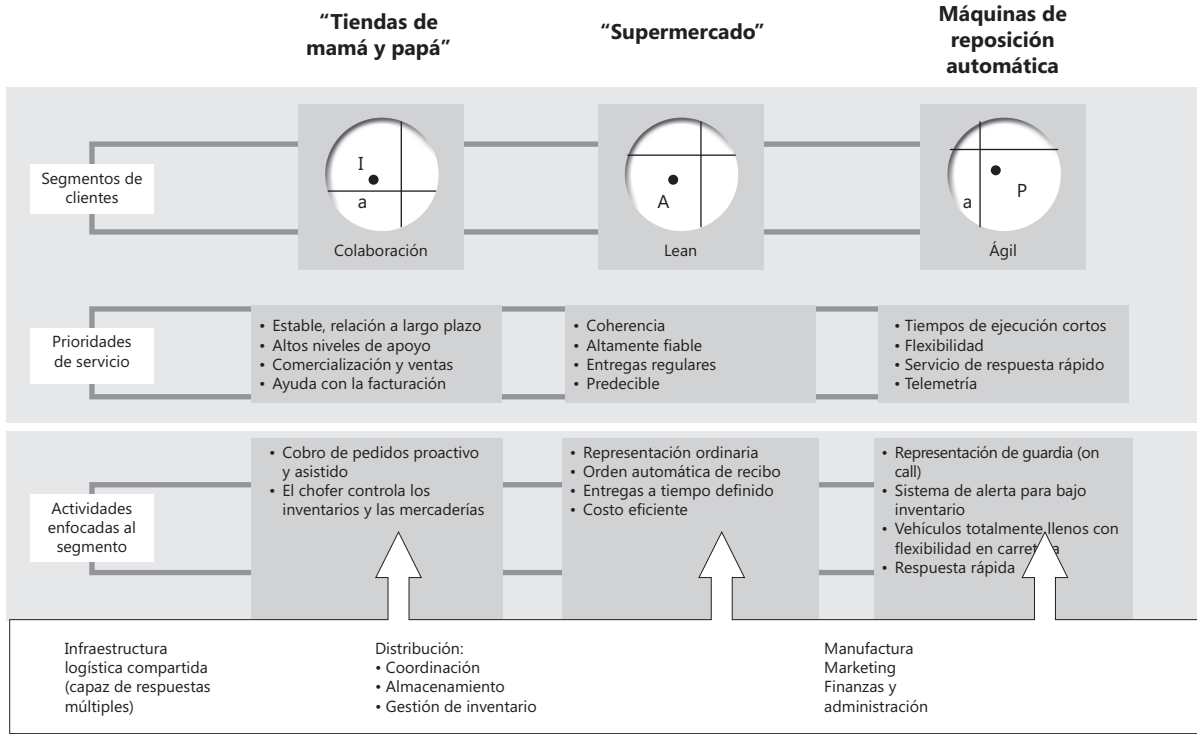 “Tiendas de
mamá y papá”
“Supermercado”
Máquinas de
reposición
automática
Segmentos de
clientes
I
a
Colaboración
A
Lean
a
P
Ágil
Prioridades
de servicio
• Estable, relación a largo plazo
• Altos niveles de apoyo
• Comercialización y ventas
• Ayuda con la facturación
• Coherencia
• Altamente fiable
• Entregas regulares
• Predecible
• Tiempos de ejecución cortos
• Flexibilidad
• Servicio de respuesta rápido
• Telemetría
Actividades
enfocadas al
segmento
• Cobro de pedidos proactivo
y asistido
• El chofer controla los
inventarios y las mercaderías
• Representación ordinaria
• Orden automática de recibo
• Entregas a tiempo definido
• Costo eficiente
• Representación de guardia (on
call)
• Sistema de alerta para bajo
inventario
• Vehículos totalmente llenos con
flexibilidad en carretera
• Respuesta rápida
Infraestructura
logística compartida
(capaz de respuestas
múltiples)
Distribución:
• Coordinación
• Almacenamiento
• Gestión de inventario
Manufactura
Marketing
Finanzas y
administración